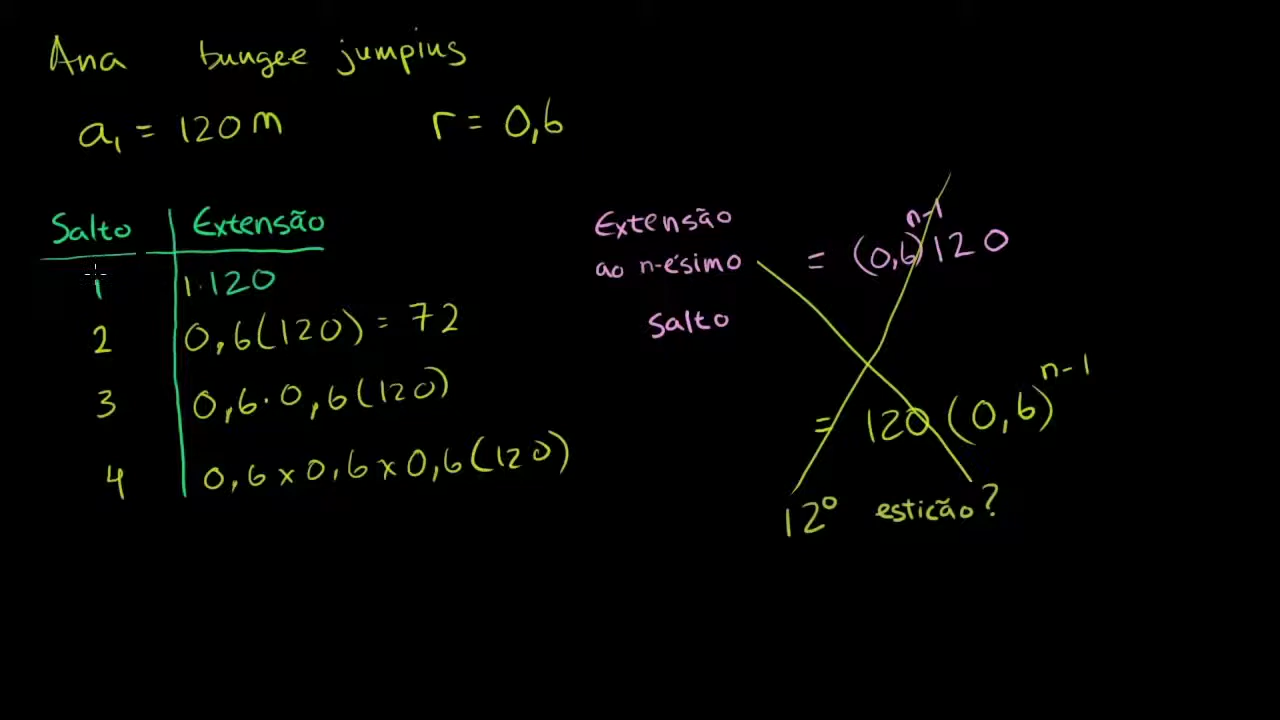 Ana bungee jumping
a₁ = 120 m r = 0,6
Salto Extensão
1 1·120
2 0,6(120) = 72
3 0,6·0,6(120)
4 0,6 x 0,6 x 0,6(120)
Extensão
ao n-ésimo = (0,6)ⁿ⁻¹ 120
Salto
= 120 (0,6)ⁿ⁻¹
12º esticão?